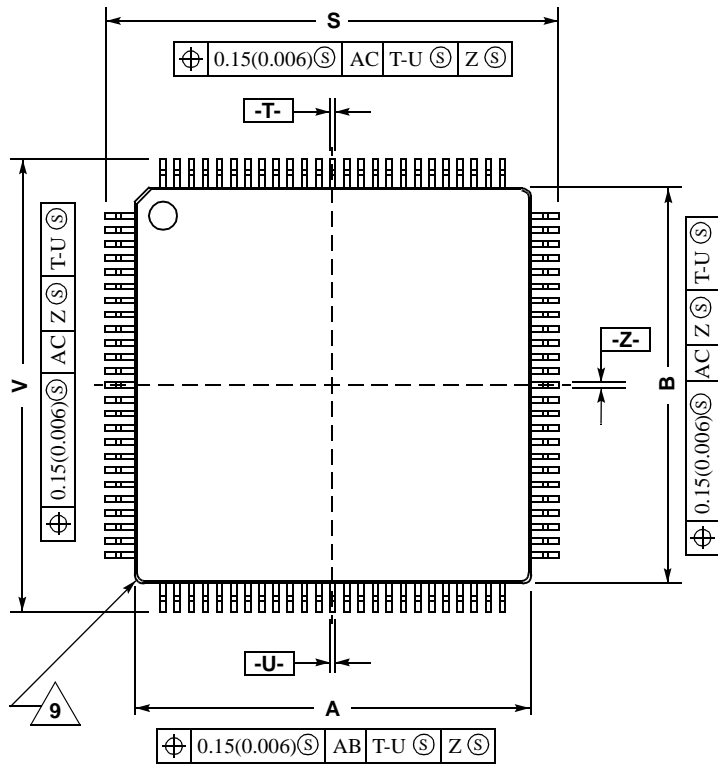 S
⌖ 0.15(0.006)Ⓢ AC T-U Ⓢ Z Ⓢ
-T-
⌖ 0.15(0.006)Ⓢ AC Z Ⓢ T-U Ⓢ
V
-Z-
B
⌖ 0.15(0.006)Ⓢ AC Z Ⓢ T-U Ⓢ
-U-
9
A
⌖ 0.15(0.006)Ⓢ AB T-U Ⓢ Z Ⓢ